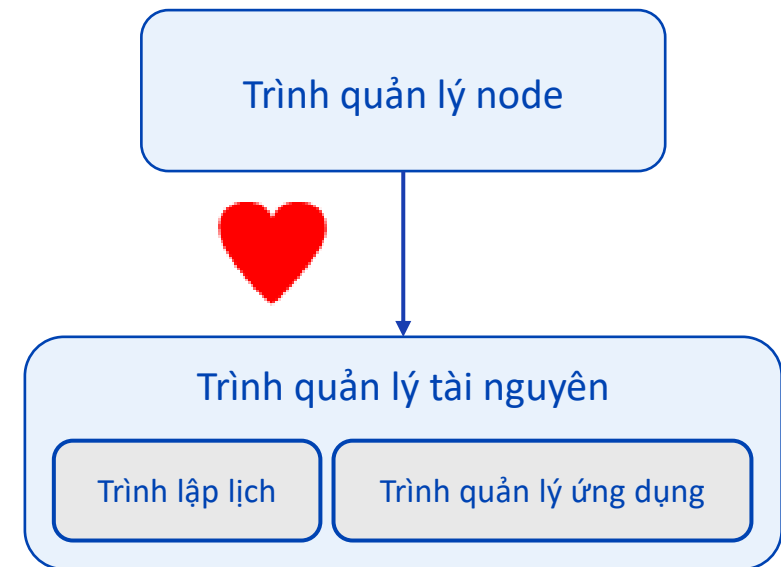 Trình quản lý node
Trình quản lý tài nguyên
Trình lập lịch
Trình quản lý ứng dụng